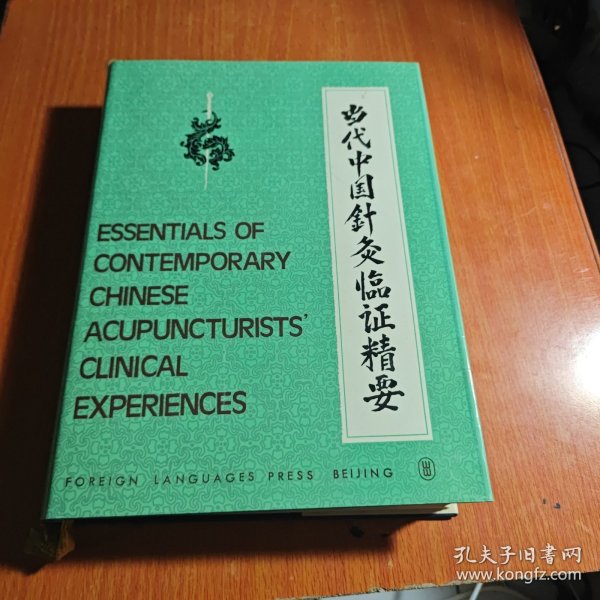 ESSENTIALS OF
CONTEMPORARY
CHINESE
ACUPUNCTURISTS'
CLINICAL
EXPERIENCES
当代中国針灸临证精要
FOREIGN LANGUAGES PRESS BEIJING
孔夫子旧书网
www.kongfz.com